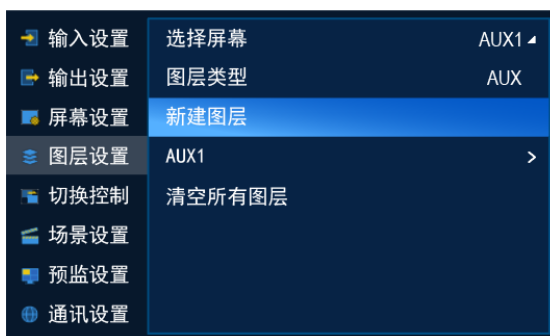 输入设置
输出设置
屏幕设置
图层设置
切换控制
场景设置
预监设置
通讯设置
选择屏幕 AUX1
图层类型 AUX
新建图层
AUX1 >
清空所有图层